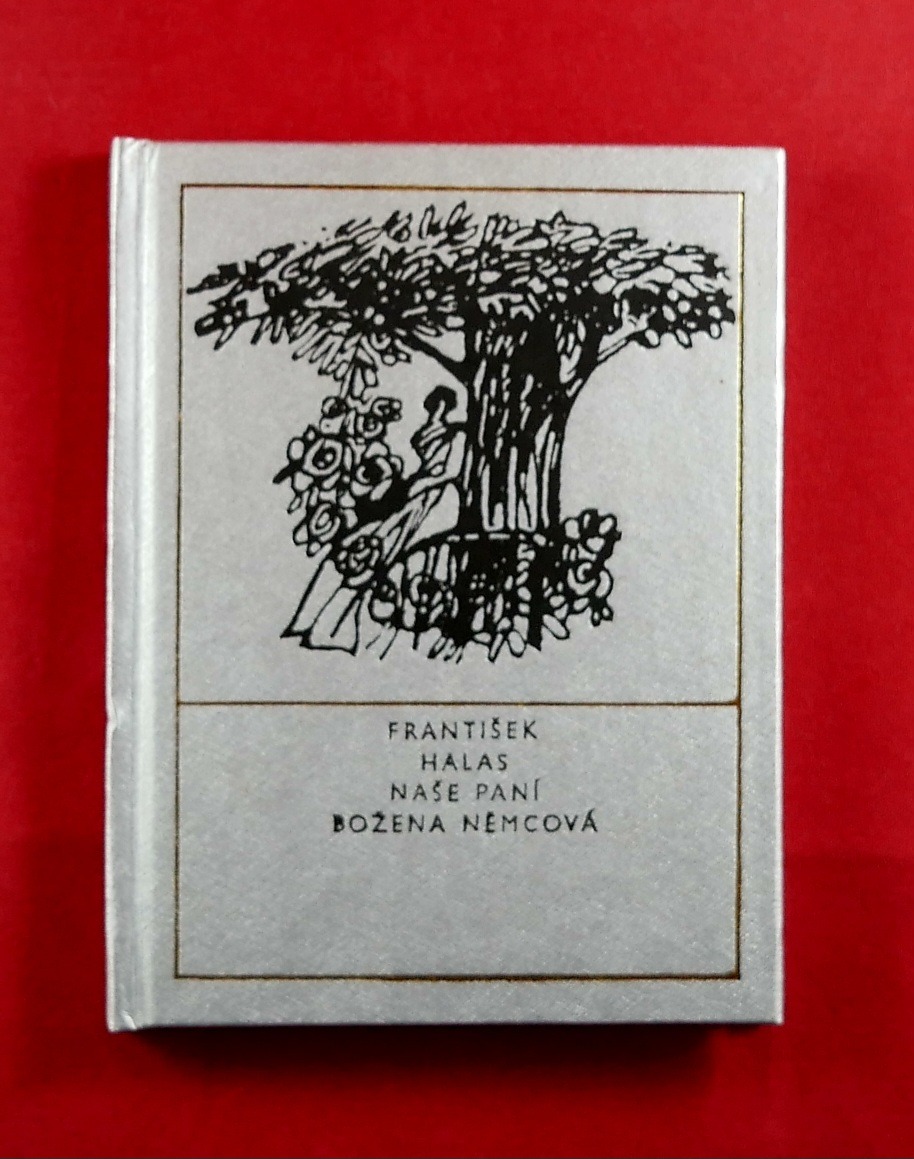 FRANTIŠEK
HALAS
NAŠE PANÍ
BOŽENA NĚMCOVÁ